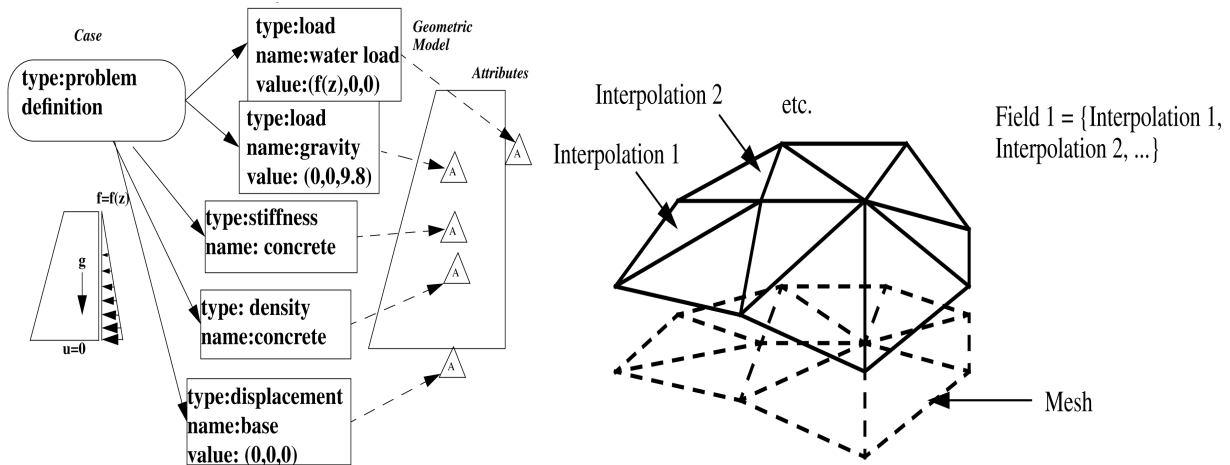 Case
type:problem
definition
type:load
name:water load
value:(f(z),0,0)
type:load
name:gravity
value: (0,0,9.8)
type:stiffness
name: concrete
type: density
name:concrete
type:displacement
name:base
value: (0,0,0)
f=f(z)
g
u=0
Geometric
Model
Attributes
A
A
A
A
A
Interpolation 2
etc.
Interpolation 1
Field 1 = {Interpolation 1,
Interpolation 2, ...}
Mesh